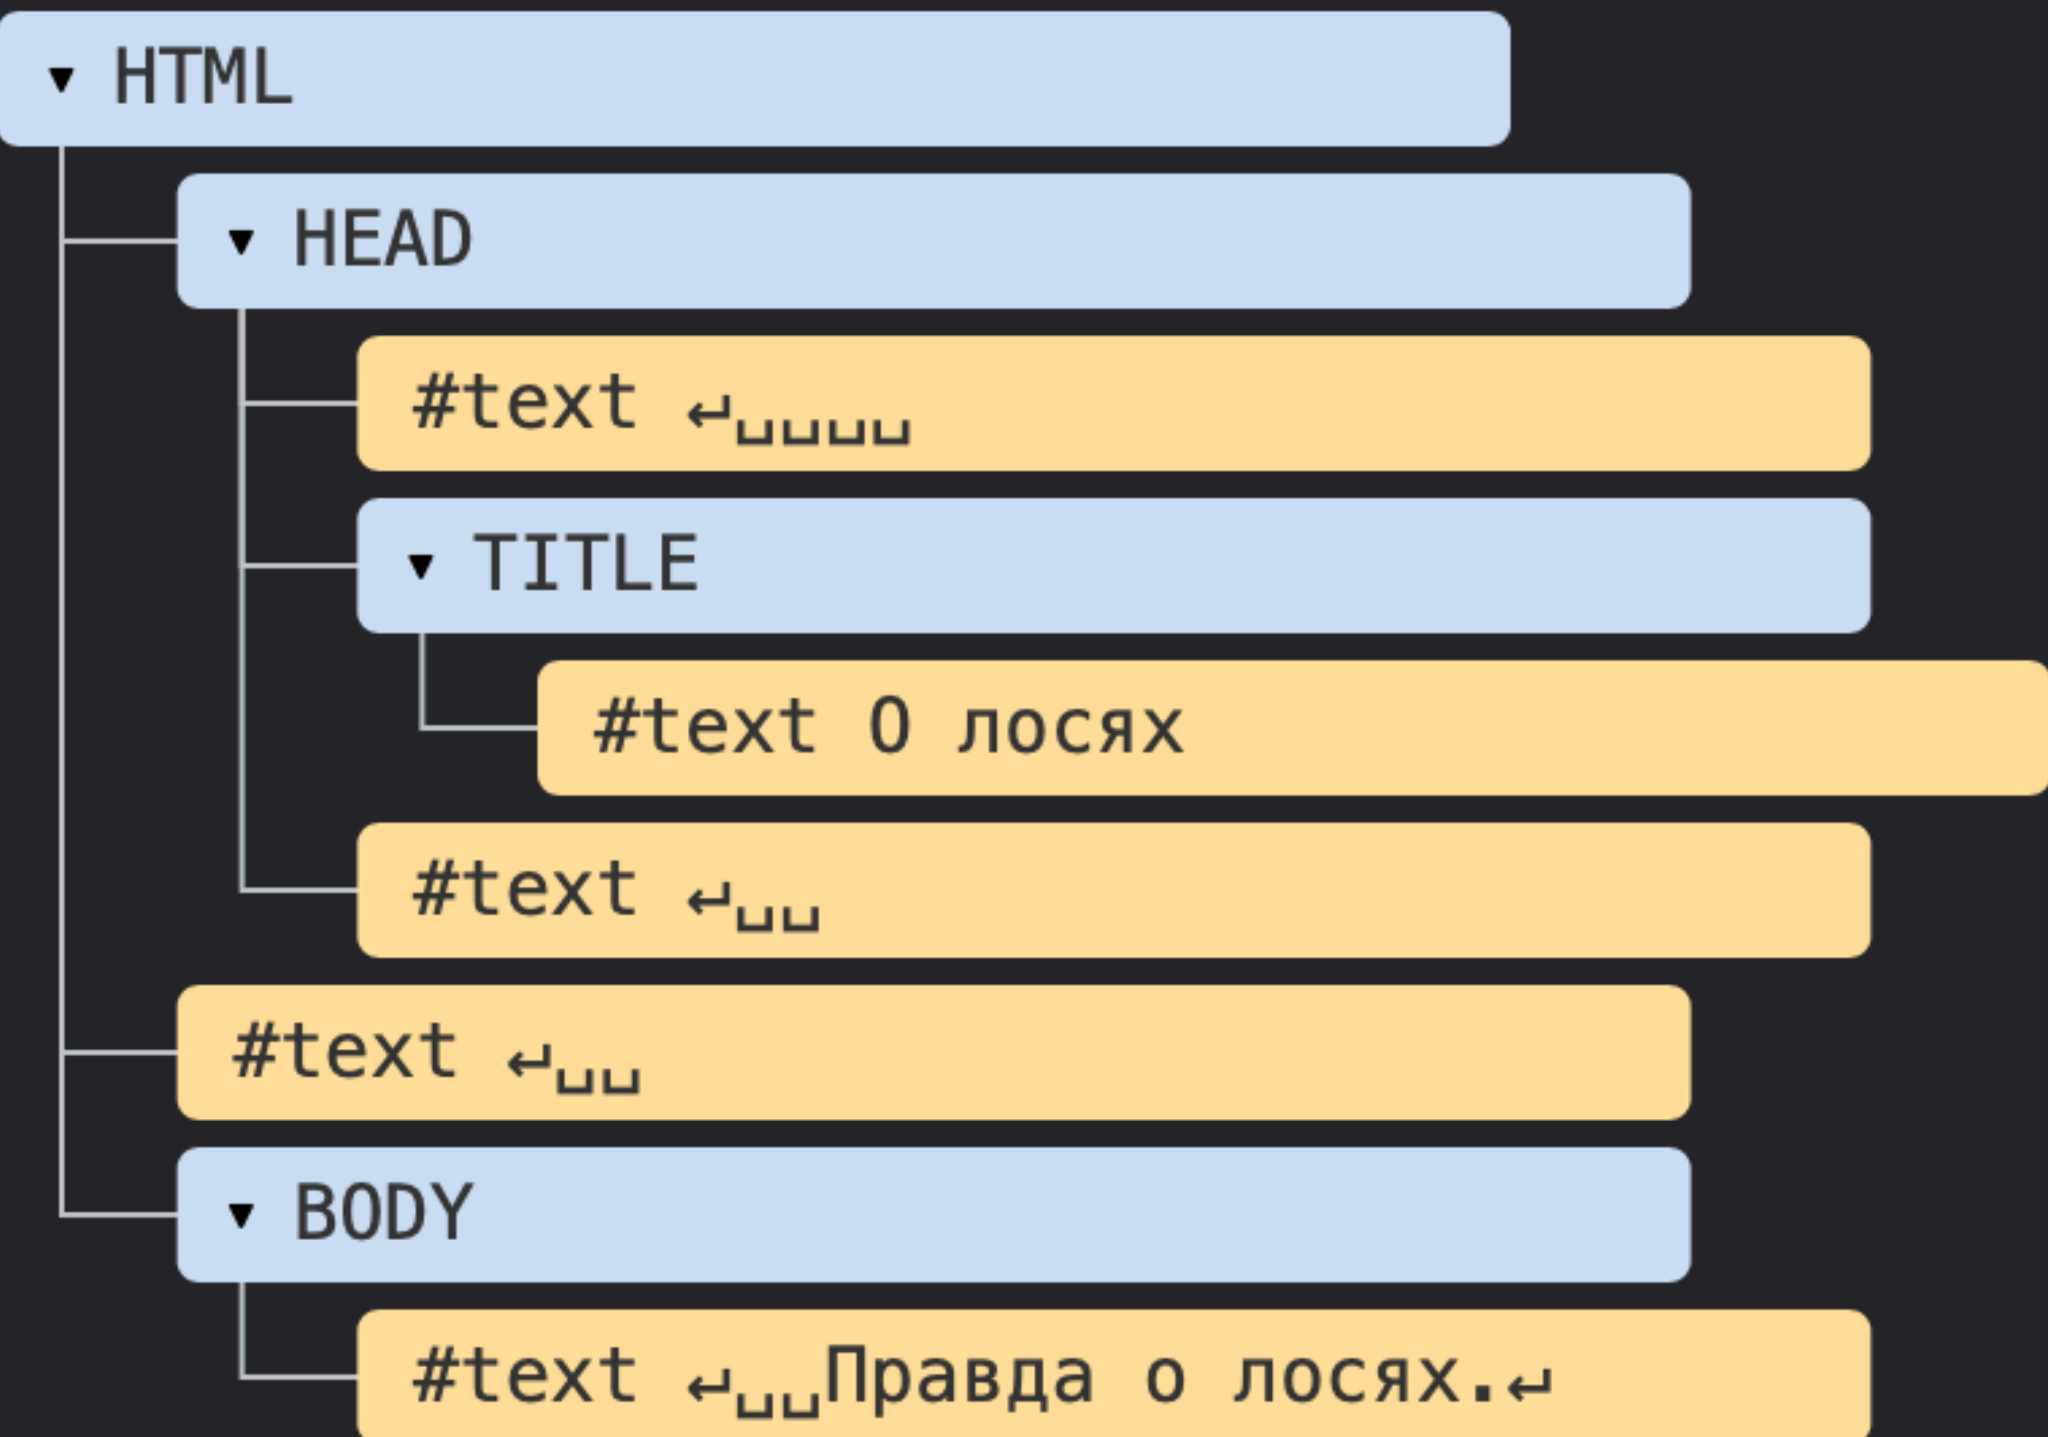 ▼ HTML
▼ HEAD
#text ↵␣␣␣␣
▼ TITLE
#text О лосях
#text ↵␣␣
#text ↵␣␣
▼ BODY
#text ↵␣␣Правда о лосях.↵